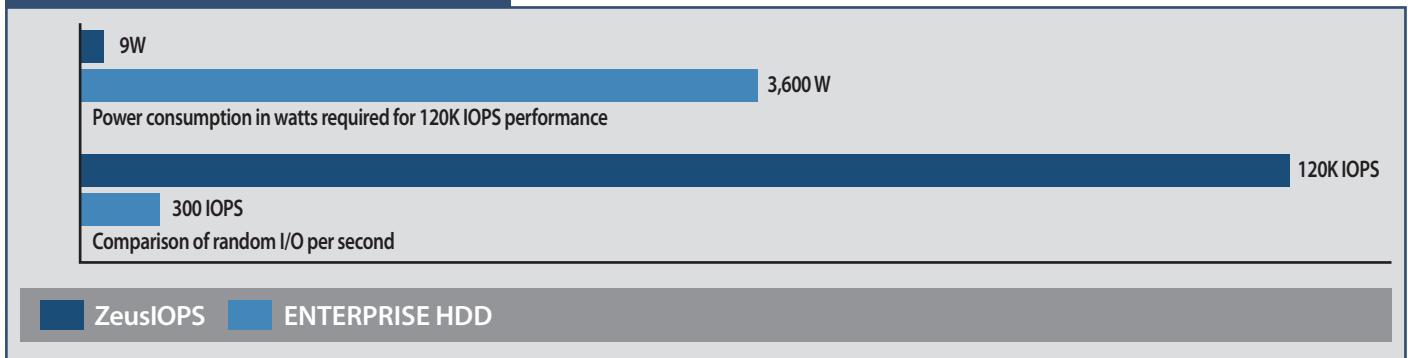 9W
3,600 W
Power consumption in watts required for 120K IOPS performance
120K IOPS
300 IOPS
Comparison of random I/O per second
ZeusIOPS ENTERPRISE HDD